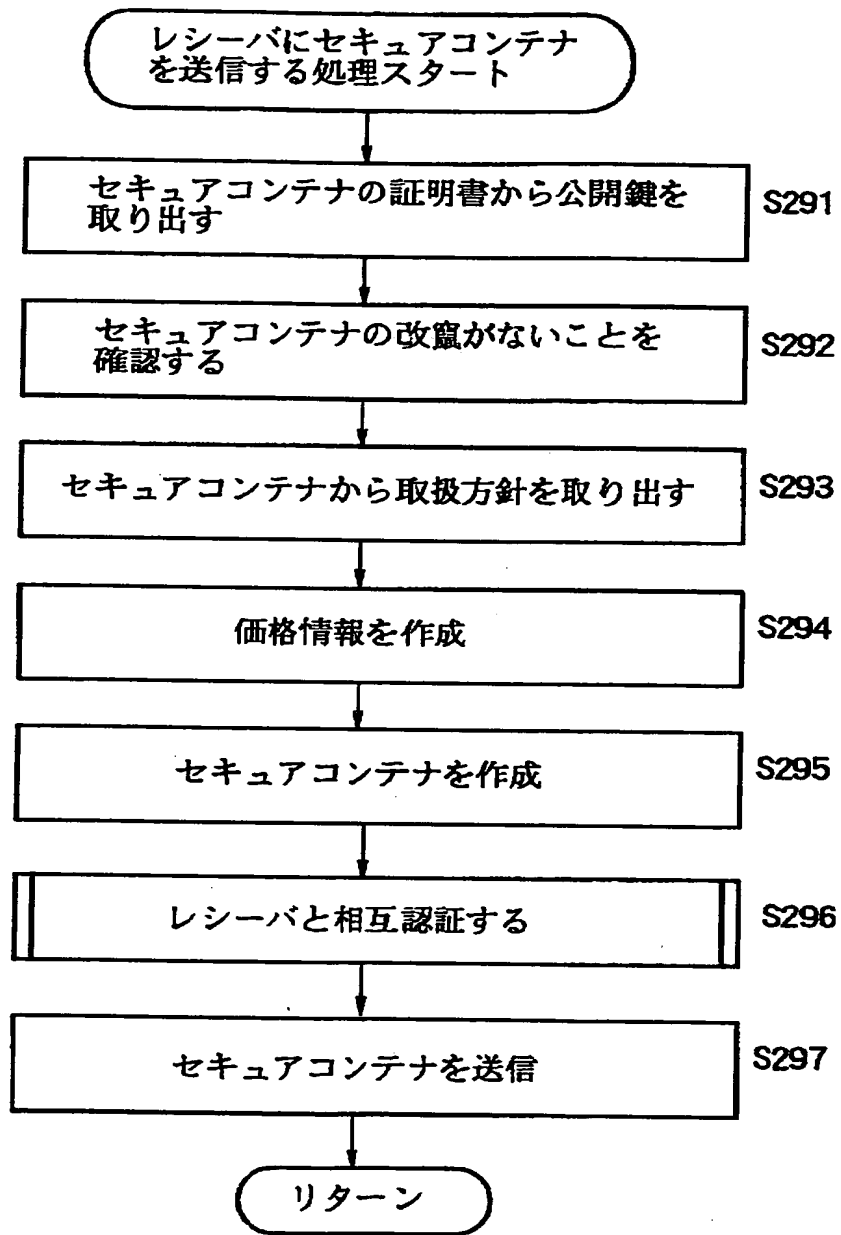 レシーバにセキュアコンテナ
を送信する処理スタート
セキュアコンテナの証明書から公開鍵を
取り出す
S291
セキュアコンテナの改竄がないことを
確認する
S292
セキュアコンテナから取扱方針を取り出す
S293
価格情報を作成
S294
セキュアコンテナを作成
S295
レシーバと相互認証する
S296
セキュアコンテナを送信
S297
リターン